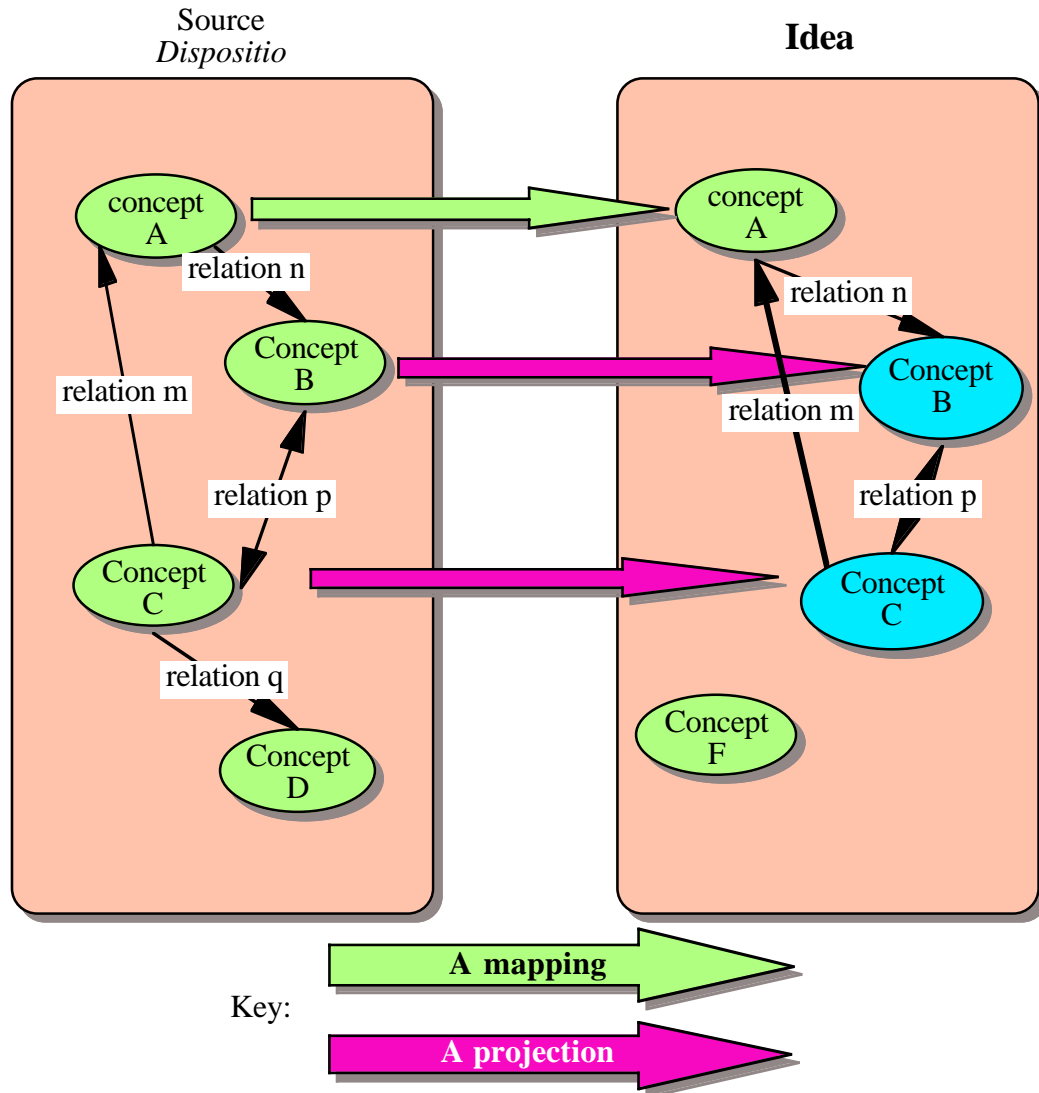 Source
Dispositio
Idea
concept
A
relation n
Concept
B
relation m
relation p
Concept
C
relation q
Concept
D
concept
A
relation n
Concept
B
relation m
relation p
Concept
C
Concept
F
A mapping
Key:
A projection